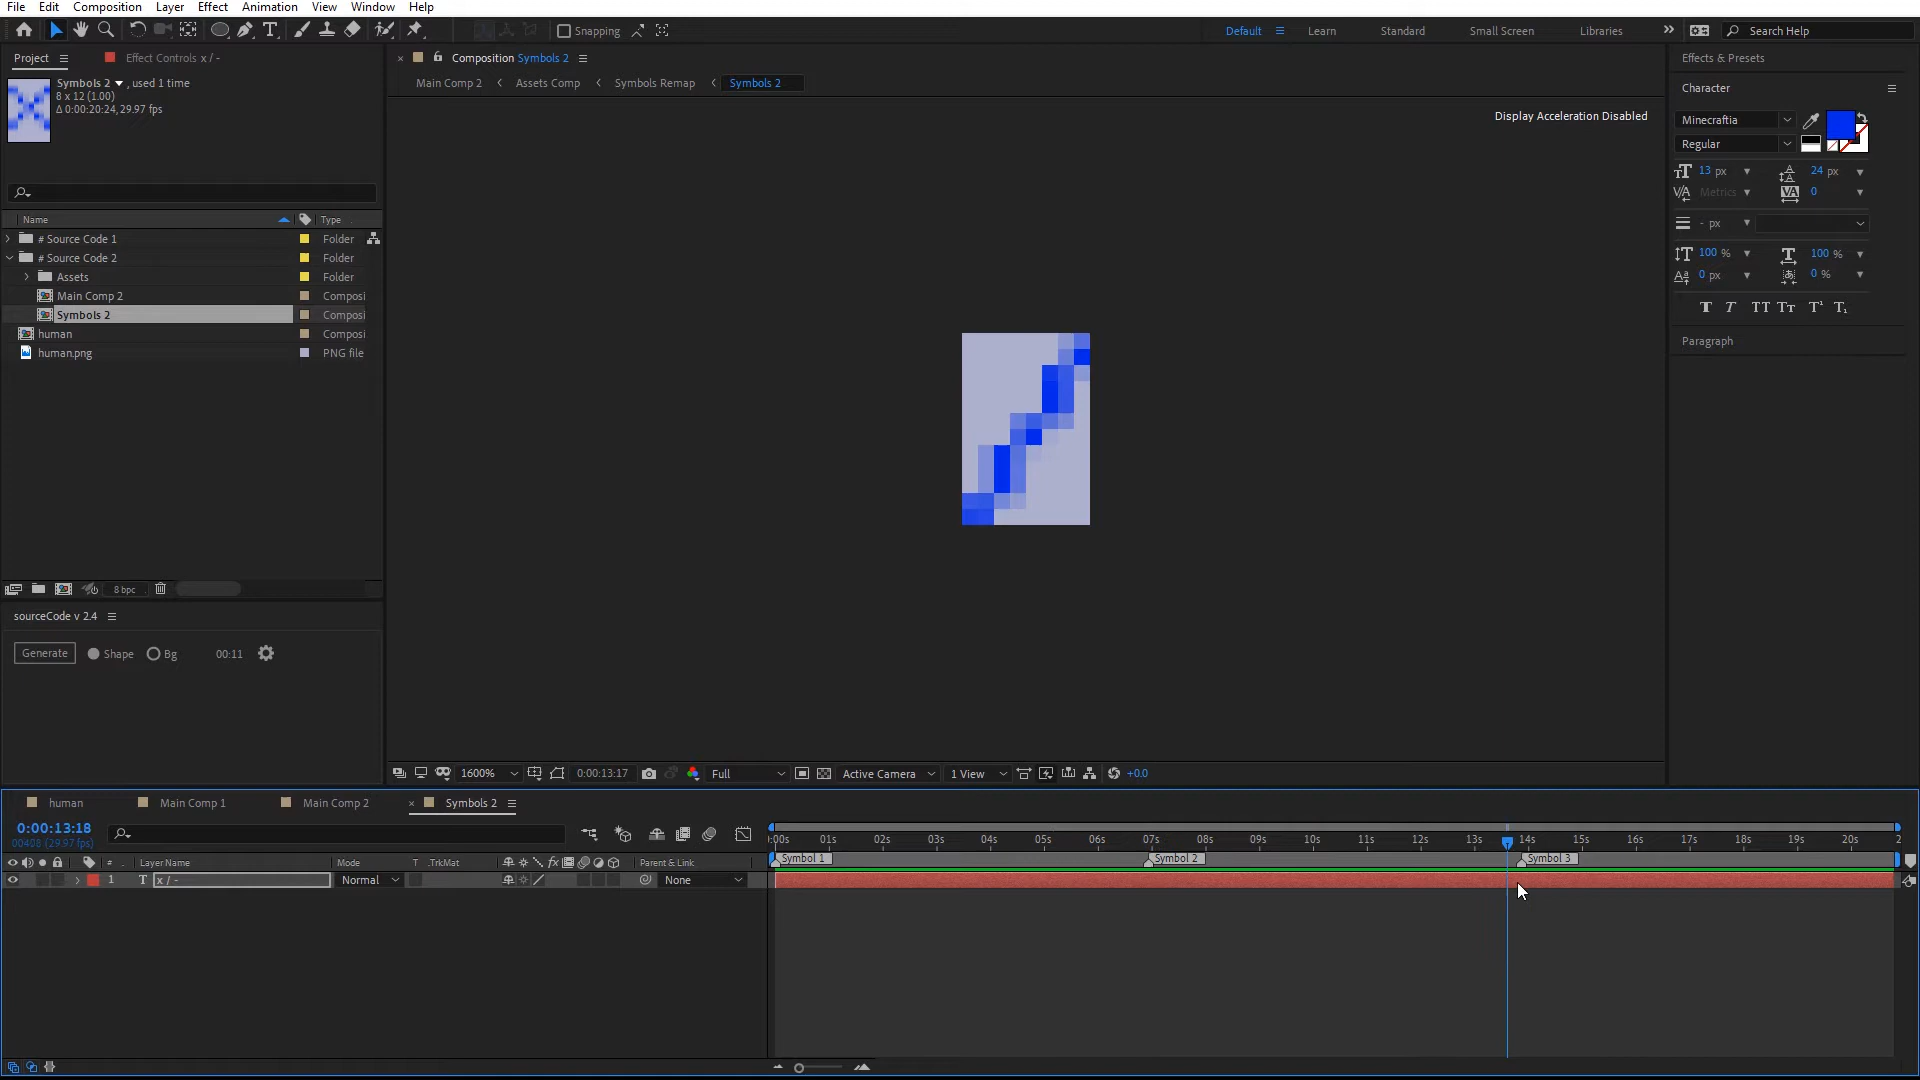 File Edit Composition Layer Effect Animation View Window Help
Snapping Default Learn Standard Small Screen Libraries Search Help
Project Effect Controls x / -
Symbols 2 , used 1 time
8 x 12 (1.00)
Δ 0:00:20:24, 29.97 fps
Name Type
# Source Code 1 Folder
# Source Code 2 Folder
Assets Folder
Main Comp 2 Composi
Symbols 2 Composi
human Composi
human.png PNG file
8 bpc
sourceCode v 2.4
Generate Shape Bg 00:11
Composition Symbols 2
Main Comp 2 Assets Comp Symbols Remap Symbols 2
Display Acceleration Disabled
1600% 0:00:13:17 Full Active Camera 1 View +0.0
Effects & Presets
Character
Minecraftia
Regular
13 px 24 px
Metrics 0
- px
100 % 100 %
0 px 0 %
Paragraph
human Main Comp 1 Main Comp 2 Symbols 2
0:00:13:18
00408 (29.97 fps)
:00s 01s 02s 03s 04s 05s 06s 07s 08s 09s 10s 11s 12s 13s 14s 15s 16s 17s 18s 19s 20s 2
# Layer Name Mode T .TrkMat Parent & Link
Symbol 1 Symbol 2 Symbol 3
1 T x / - Normal None